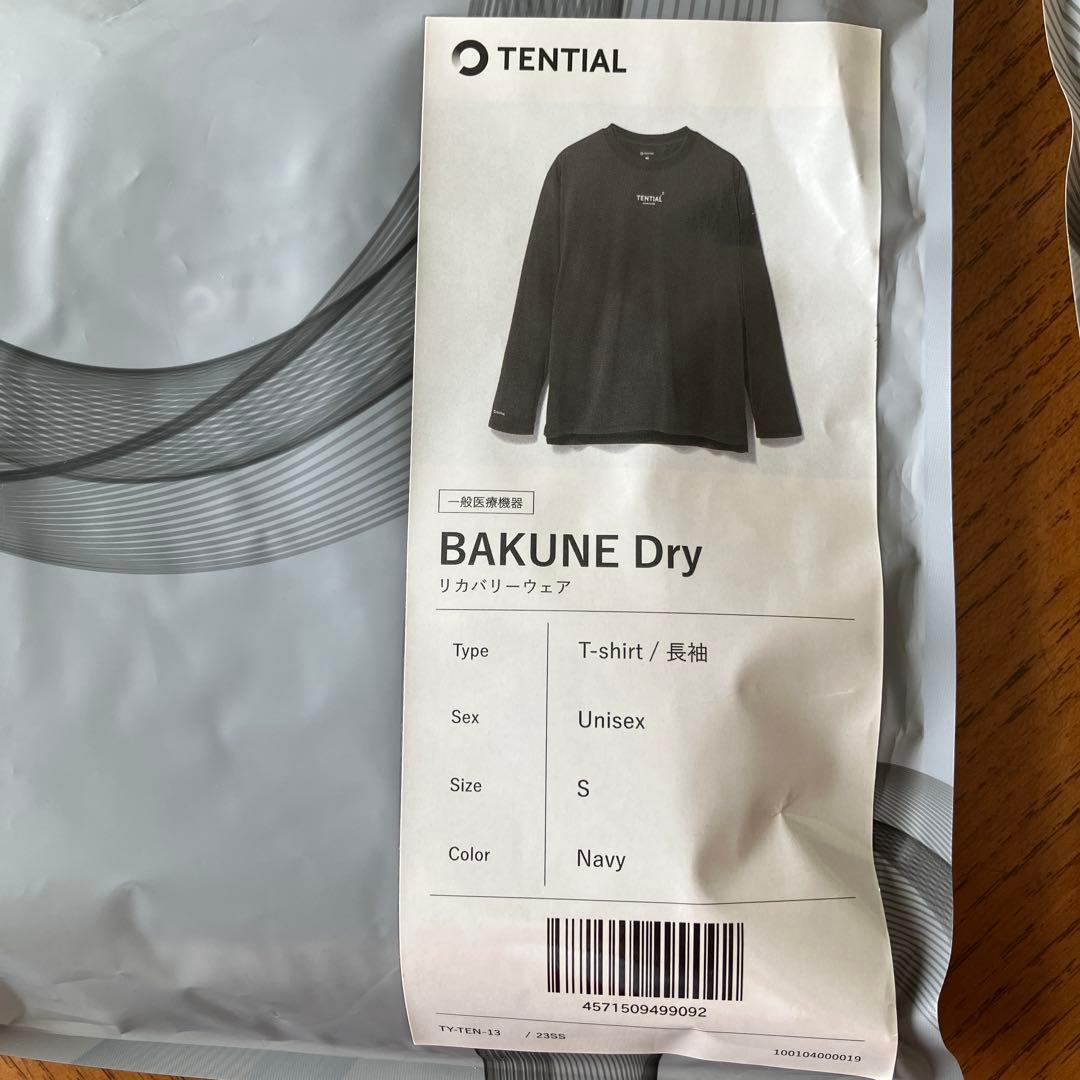 TENTIAL
TENTIAL
一般医療機器
BAKUNE Dry
リカバリーウェア
Type T-shirt / 長袖
Sex Unisex
Size S
Color Navy
4571509499092
TY-TEN-13 / 23SS
100104000019